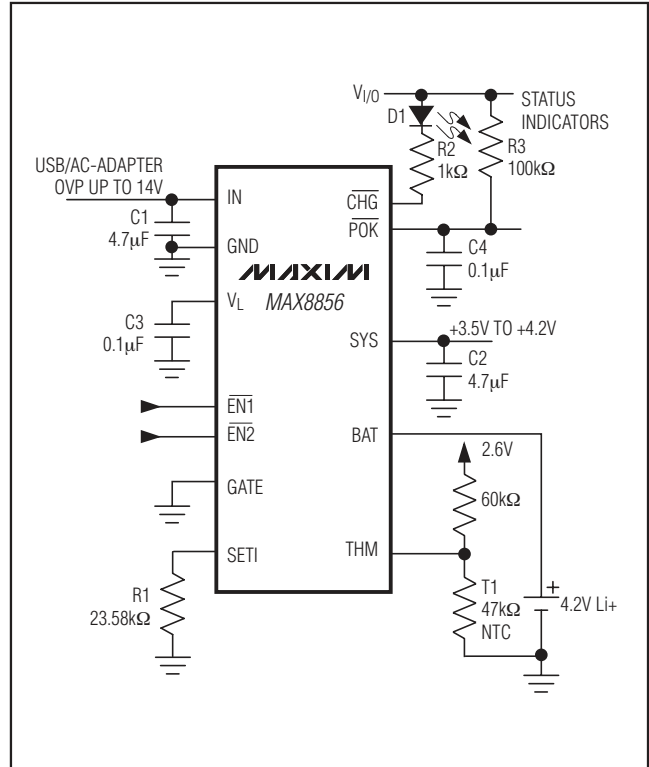 V_I/O
STATUS
INDICATORS
D1
R2
1kΩ
R3
100kΩ
USB/AC-ADAPTER
OVP UP TO 14V
IN
C1
4.7μF
GND
CHG
POK
C4
0.1μF
MAXIM
MAX8856
V_L
C3
0.1μF
SYS
+3.5V TO +4.2V
C2
4.7μF
EN1
EN2
BAT
2.6V
60kΩ
GATE
THM
SETI
T1
47kΩ
NTC
+
4.2V Li+
R1
23.58kΩ